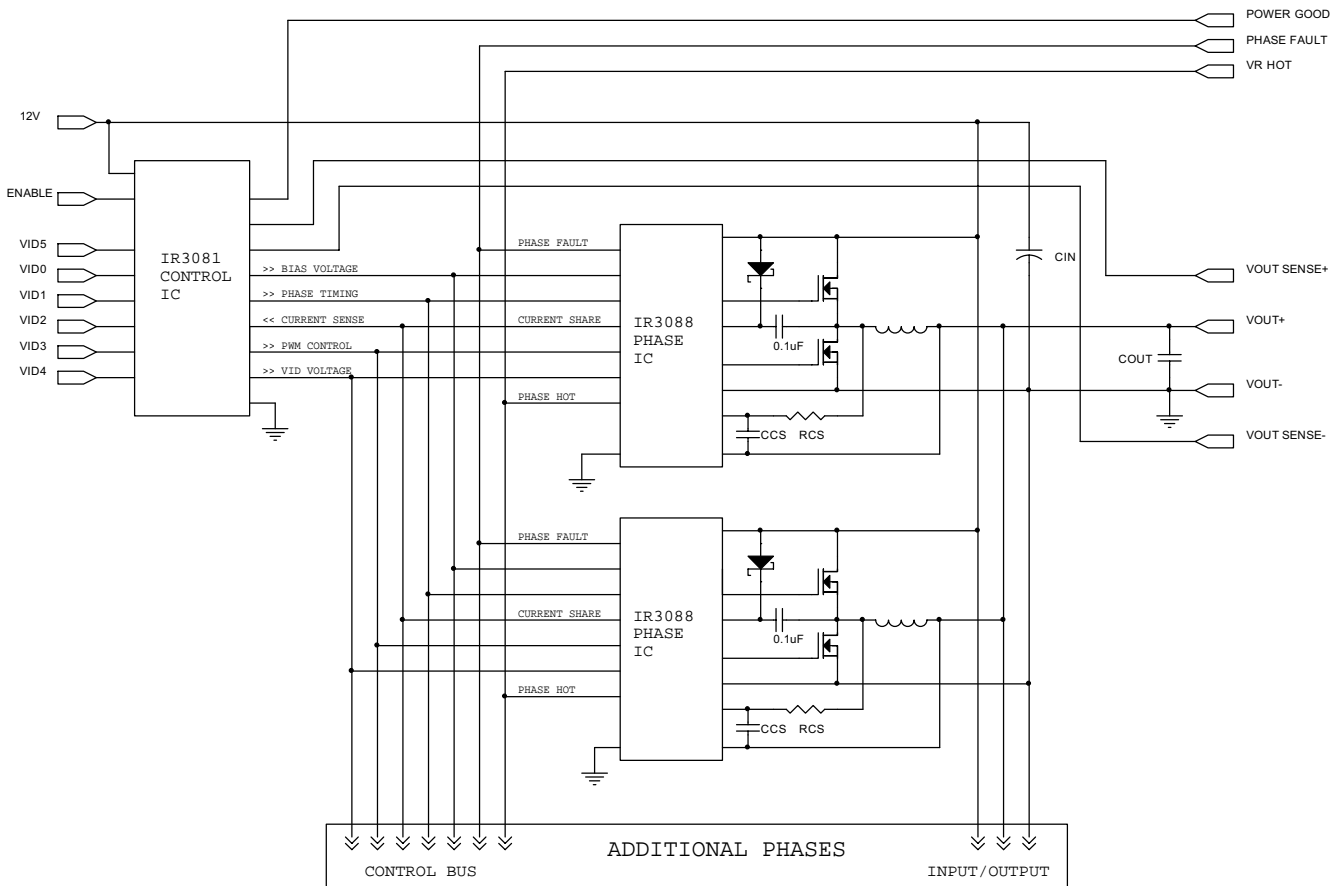 POWER GOOD
PHASE FAULT
VR HOT
12V
ENABLE
VID5
VID0
VID1
VID2
VID3
VID4
IR3081
CONTROL
IC
>> BIAS VOLTAGE
>> PHASE TIMING
<< CURRENT SENSE
>> PWM CONTROL
>> VID VOLTAGE
PHASE FAULT
CURRENT SHARE
PHASE HOT
IR3088
PHASE
IC
0.1uF
CCS RCS
CIN
COUT
VOUT SENSE+
VOUT+
VOUT-
VOUT SENSE-
PHASE FAULT
CURRENT SHARE
PHASE HOT
IR3088
PHASE
IC
0.1uF
CCS RCS
ADDITIONAL PHASES
CONTROL BUS
INPUT/OUTPUT